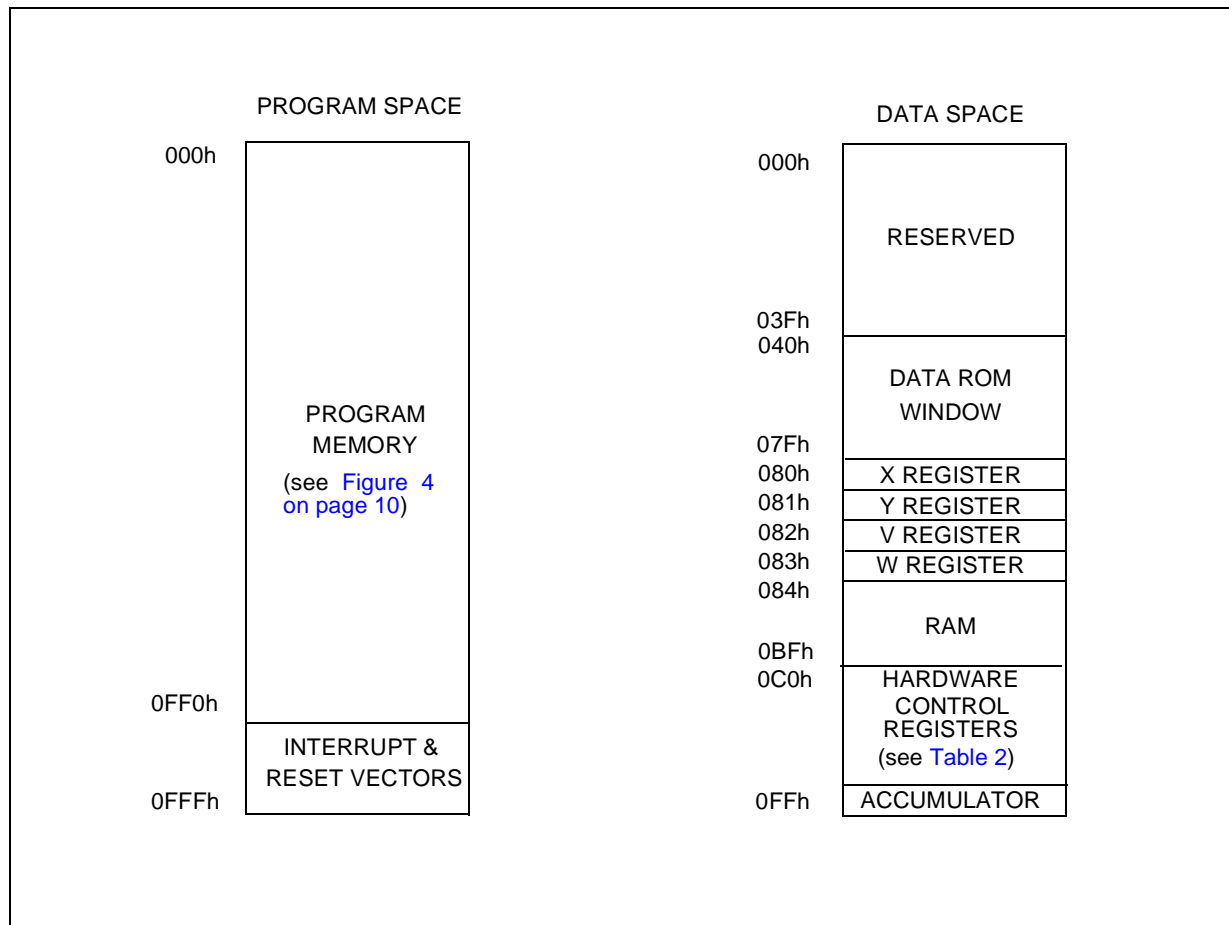 PROGRAM SPACE
000h
PROGRAM
MEMORY
(see Figure 4
on page 10)
0FF0h
INTERRUPT &
RESET VECTORS
0FFFh
DATA SPACE
000h
RESERVED
03Fh
040h
DATA ROM
WINDOW
07Fh
080h
X REGISTER
081h
Y REGISTER
082h
V REGISTER
083h
W REGISTER
084h
RAM
0BFh
0C0h
HARDWARE
CONTROL
REGISTERS
(see Table 2)
0FFh
ACCUMULATOR